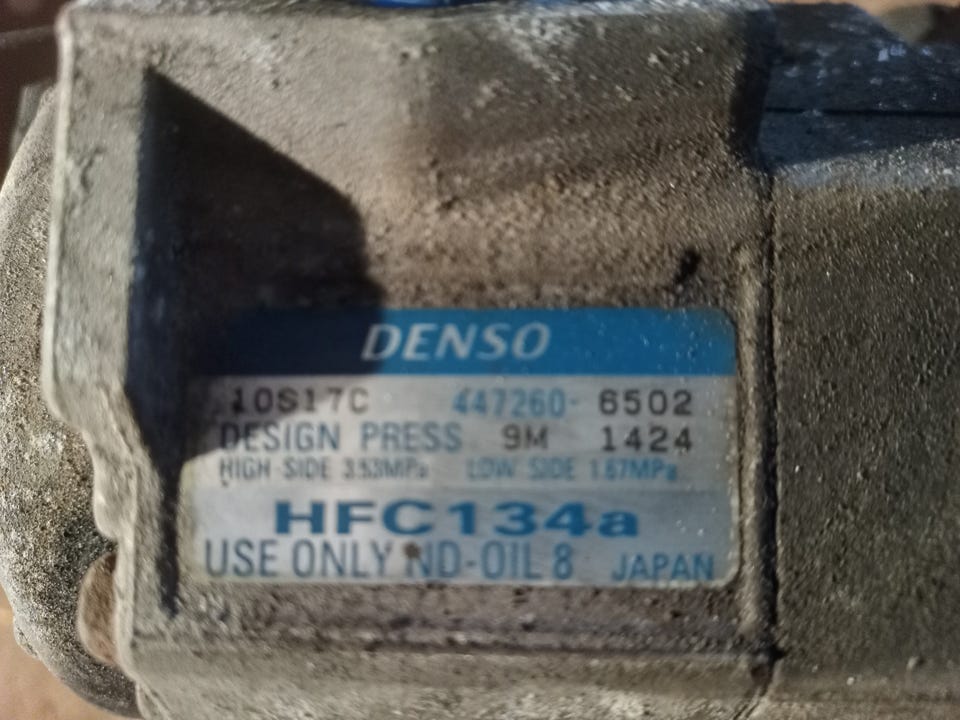 DENSO
10S17C 447260- 6502
DESIGN PRESS 9M 1424
HIGH SIDE 3.53MPa LOW SIDE 1.67MPa
HFC134a
USE ONLY ND-OIL 8 JAPAN